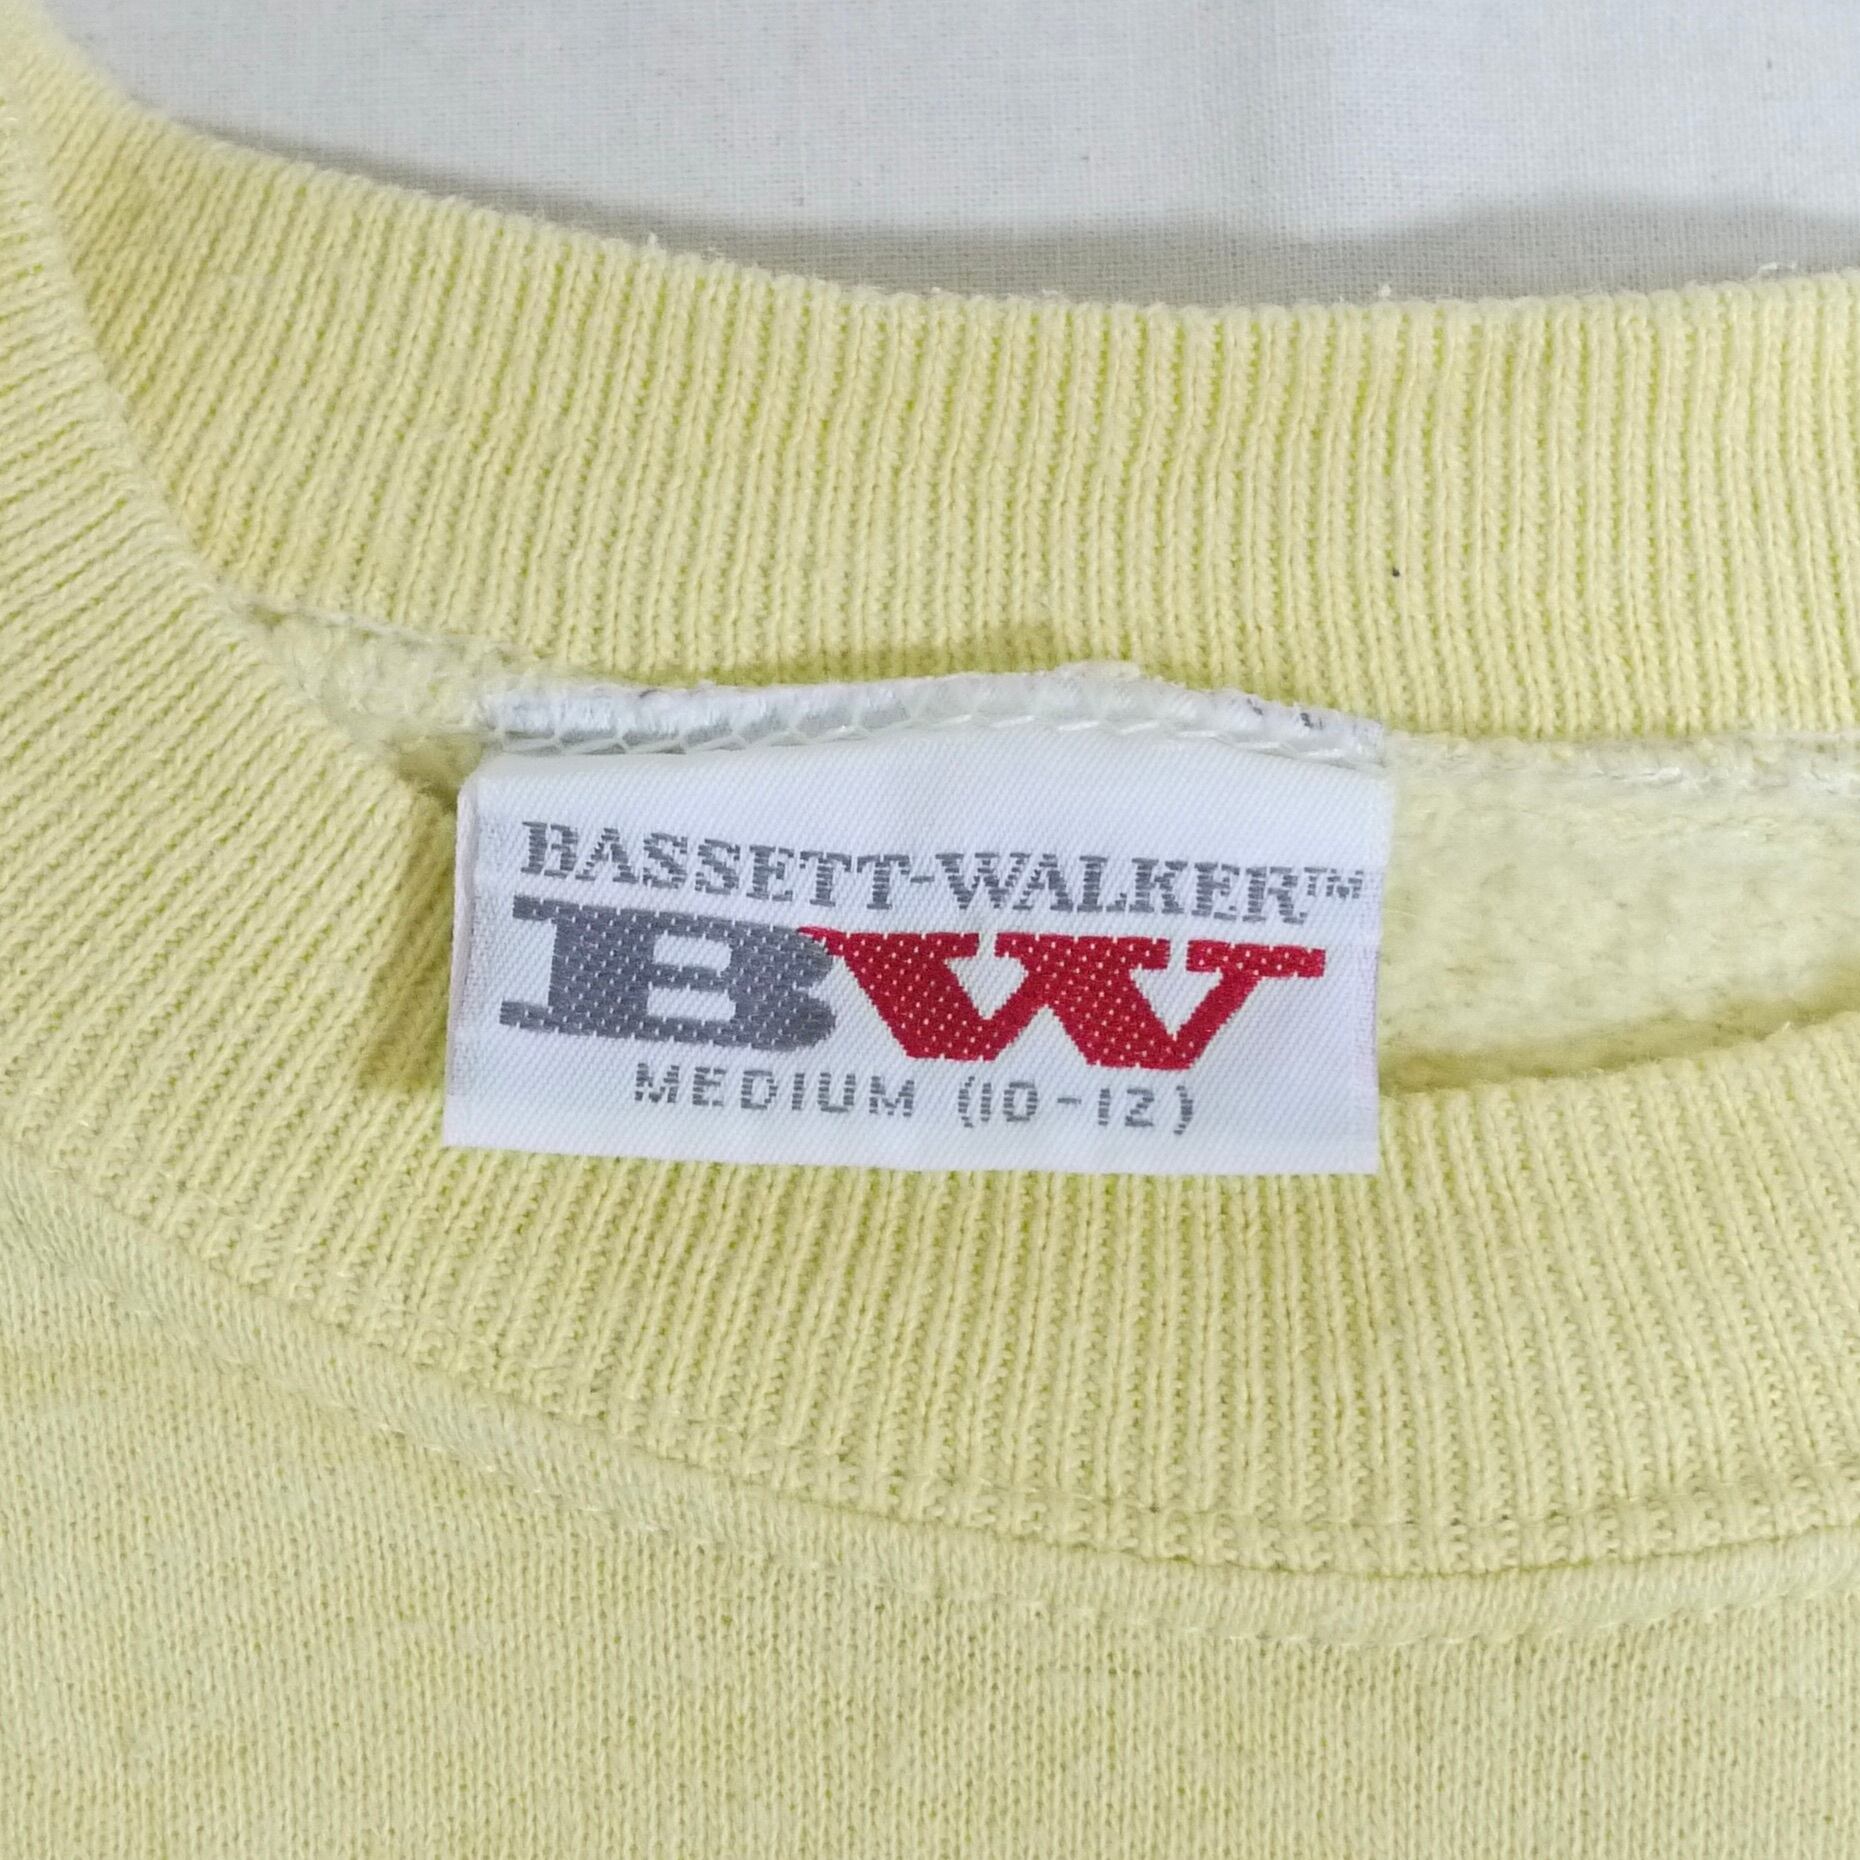 BASSETT-WALKER™
BW
MEDIUM (10-12)